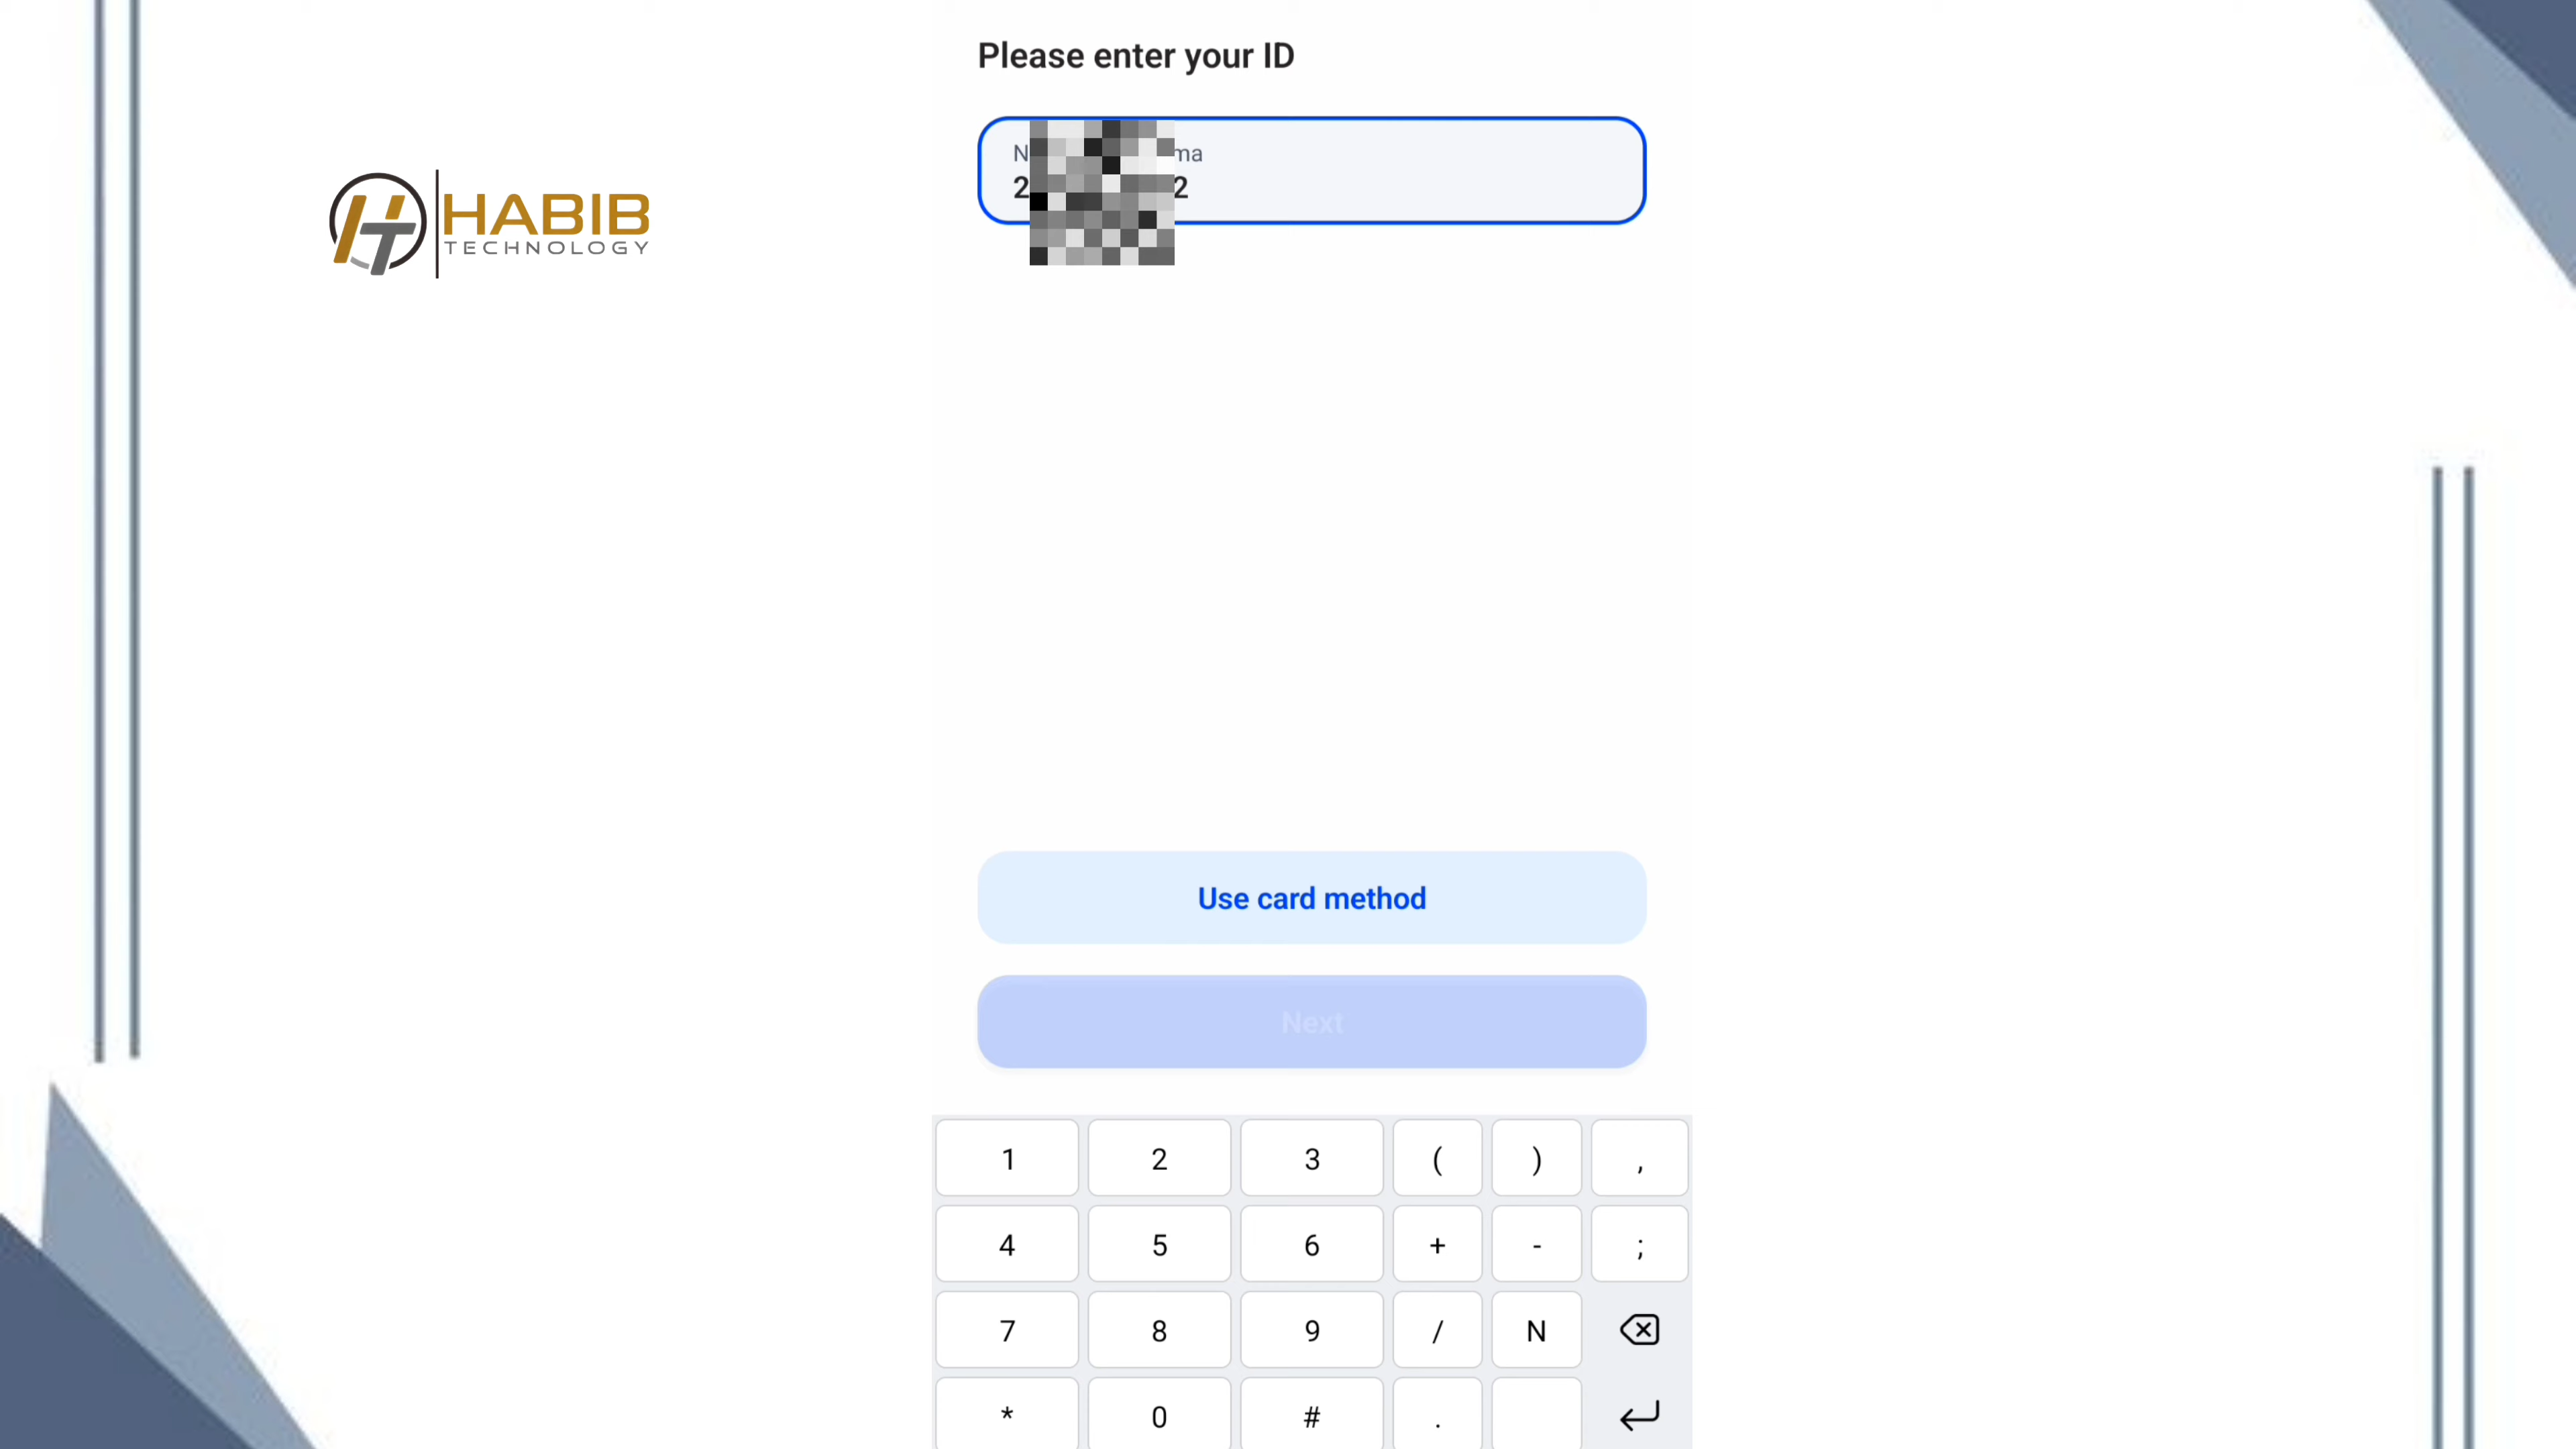 Please enter your ID
HABIB
TECHNOLOGY
Use card method
Next
1 2 3 ( ) ,
4 5 6 + - ;
7 8 9 / N
* 0 # .